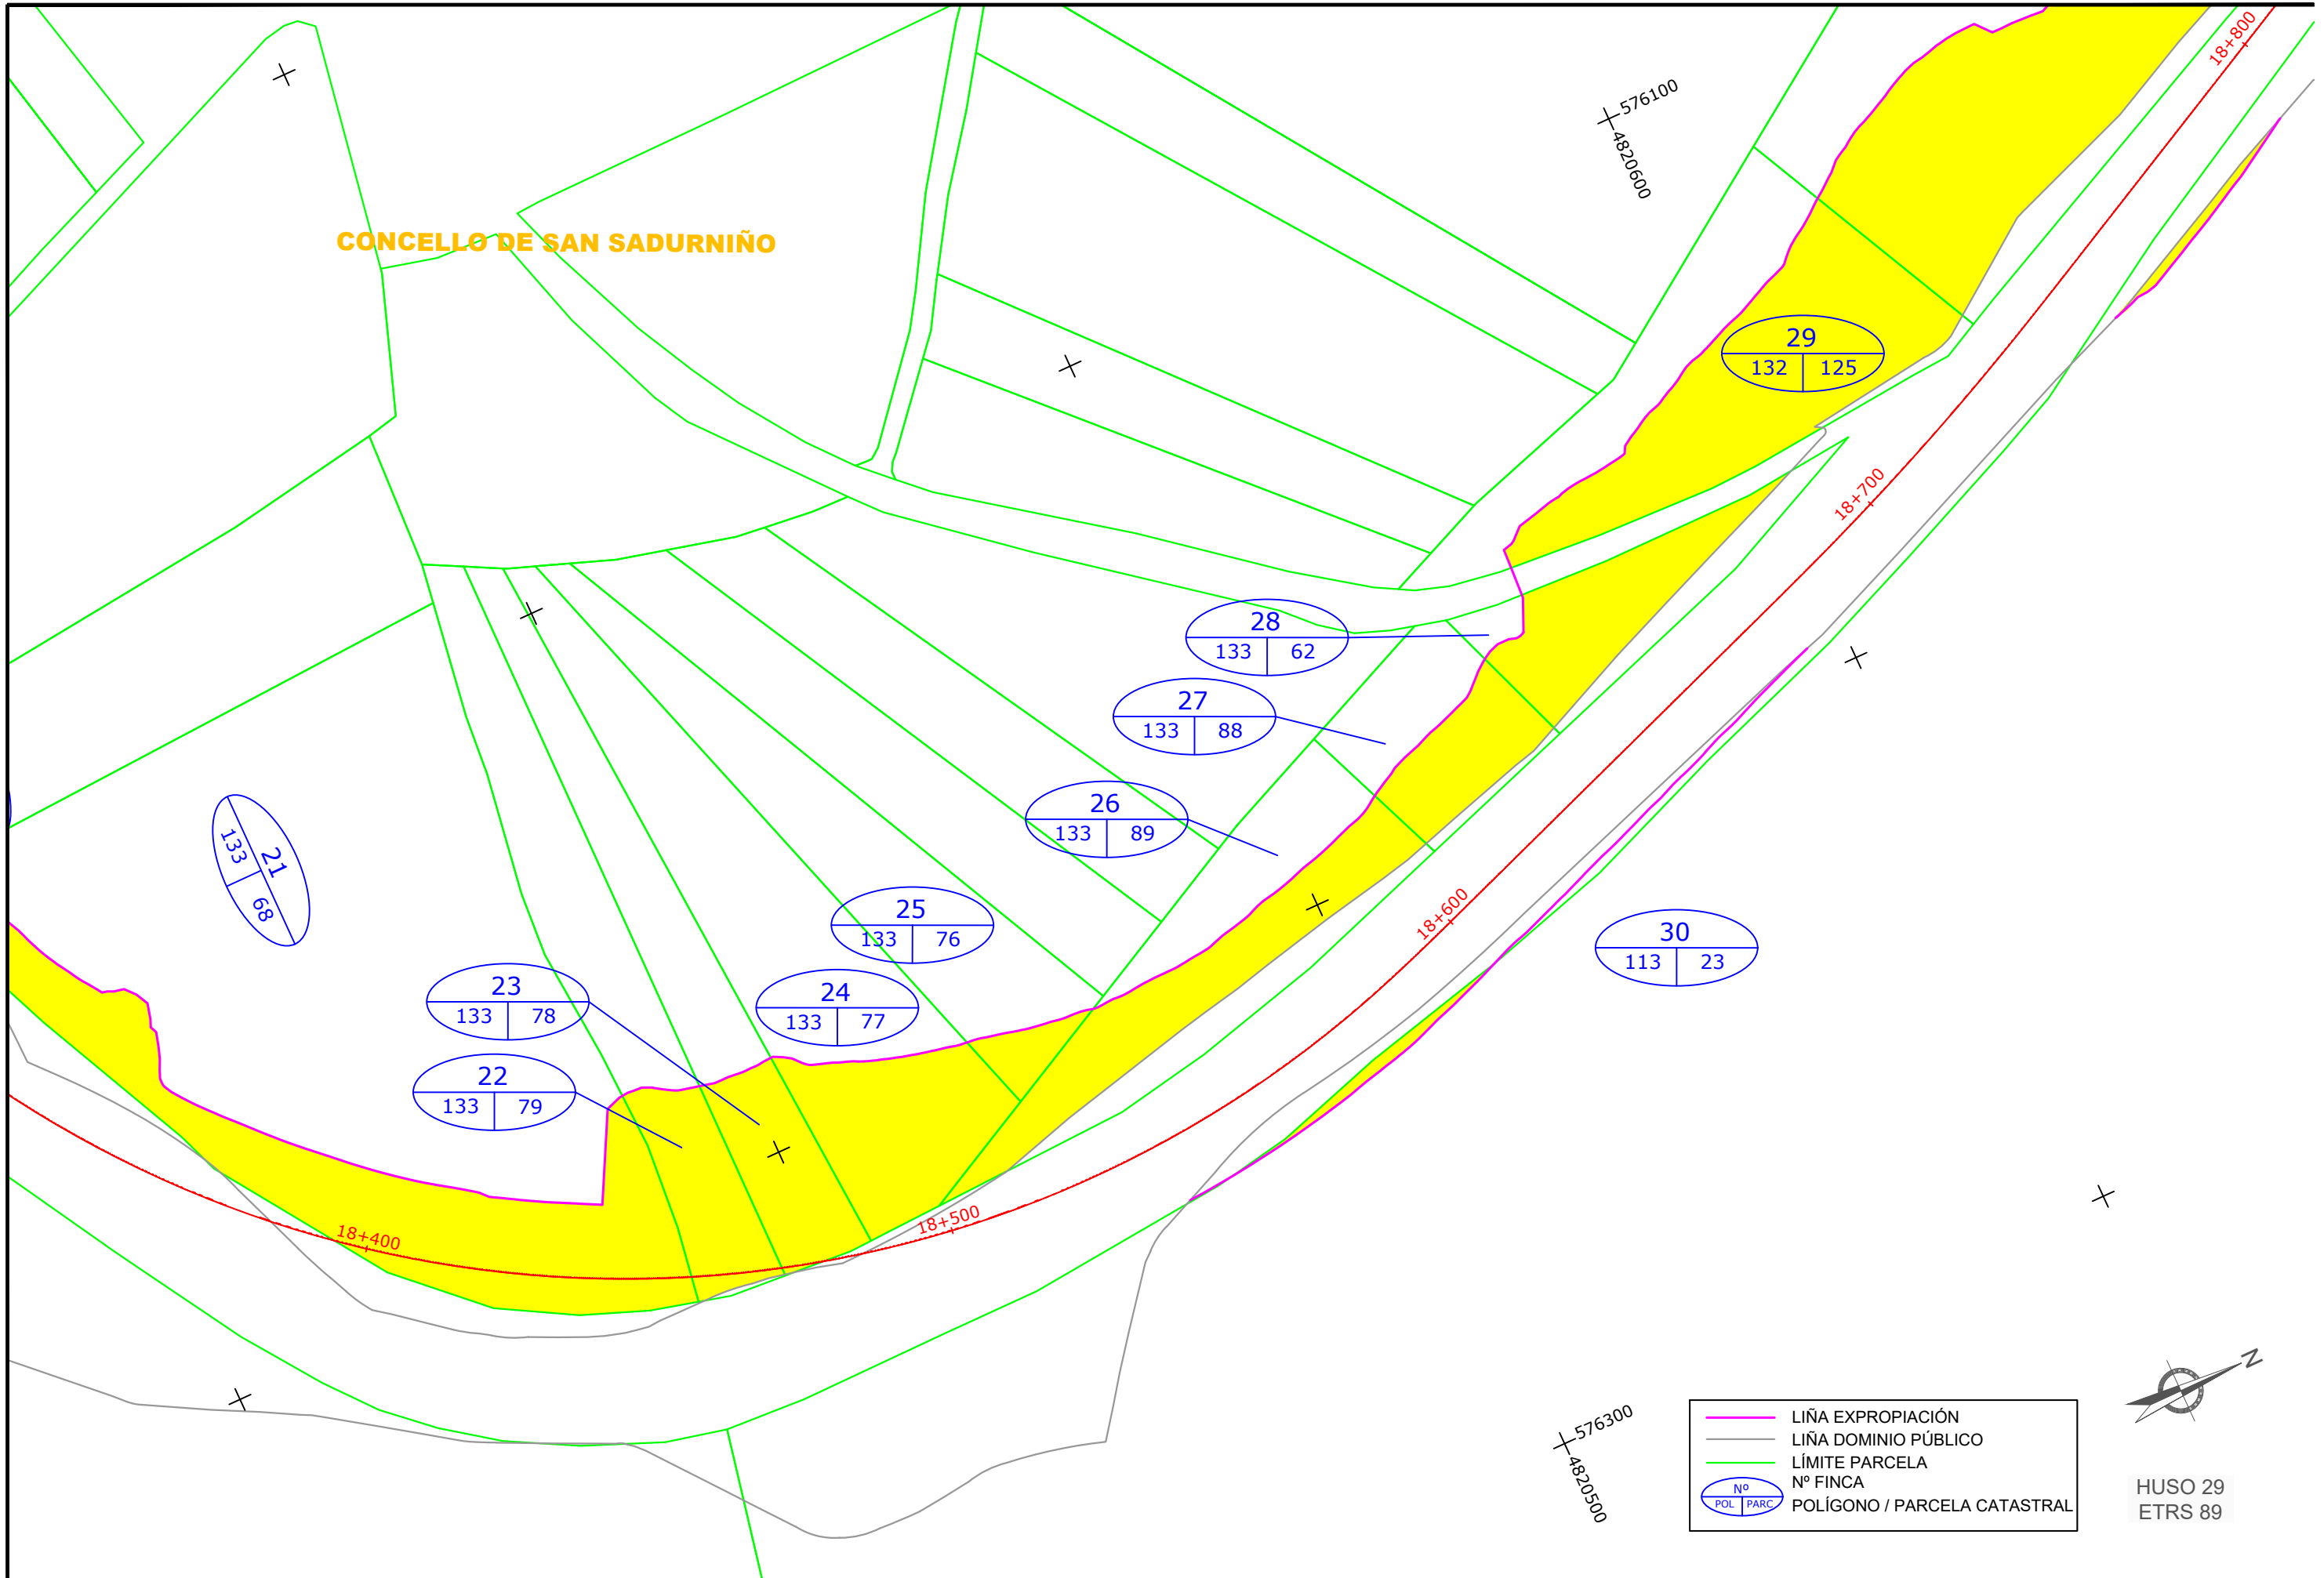 18+800
576100
4820600
CONCELLO DE SAN SADURNIÑO
29
132 125
18+700
28
133 62
27
133 88
26
133 89
21
133 68
25
133 76
18+600
30
113 23
23
133 78
24
133 77
22
133 79
18+400
18+500
576300
4820500
LIÑA EXPROPIACIÓN
LIÑA DOMINIO PÚBLICO
LÍMITE PARCELA
Nº FINCA
Nº
POL PARC
POLÍGONO / PARCELA CATASTRAL
N
HUSO 29
ETRS 89